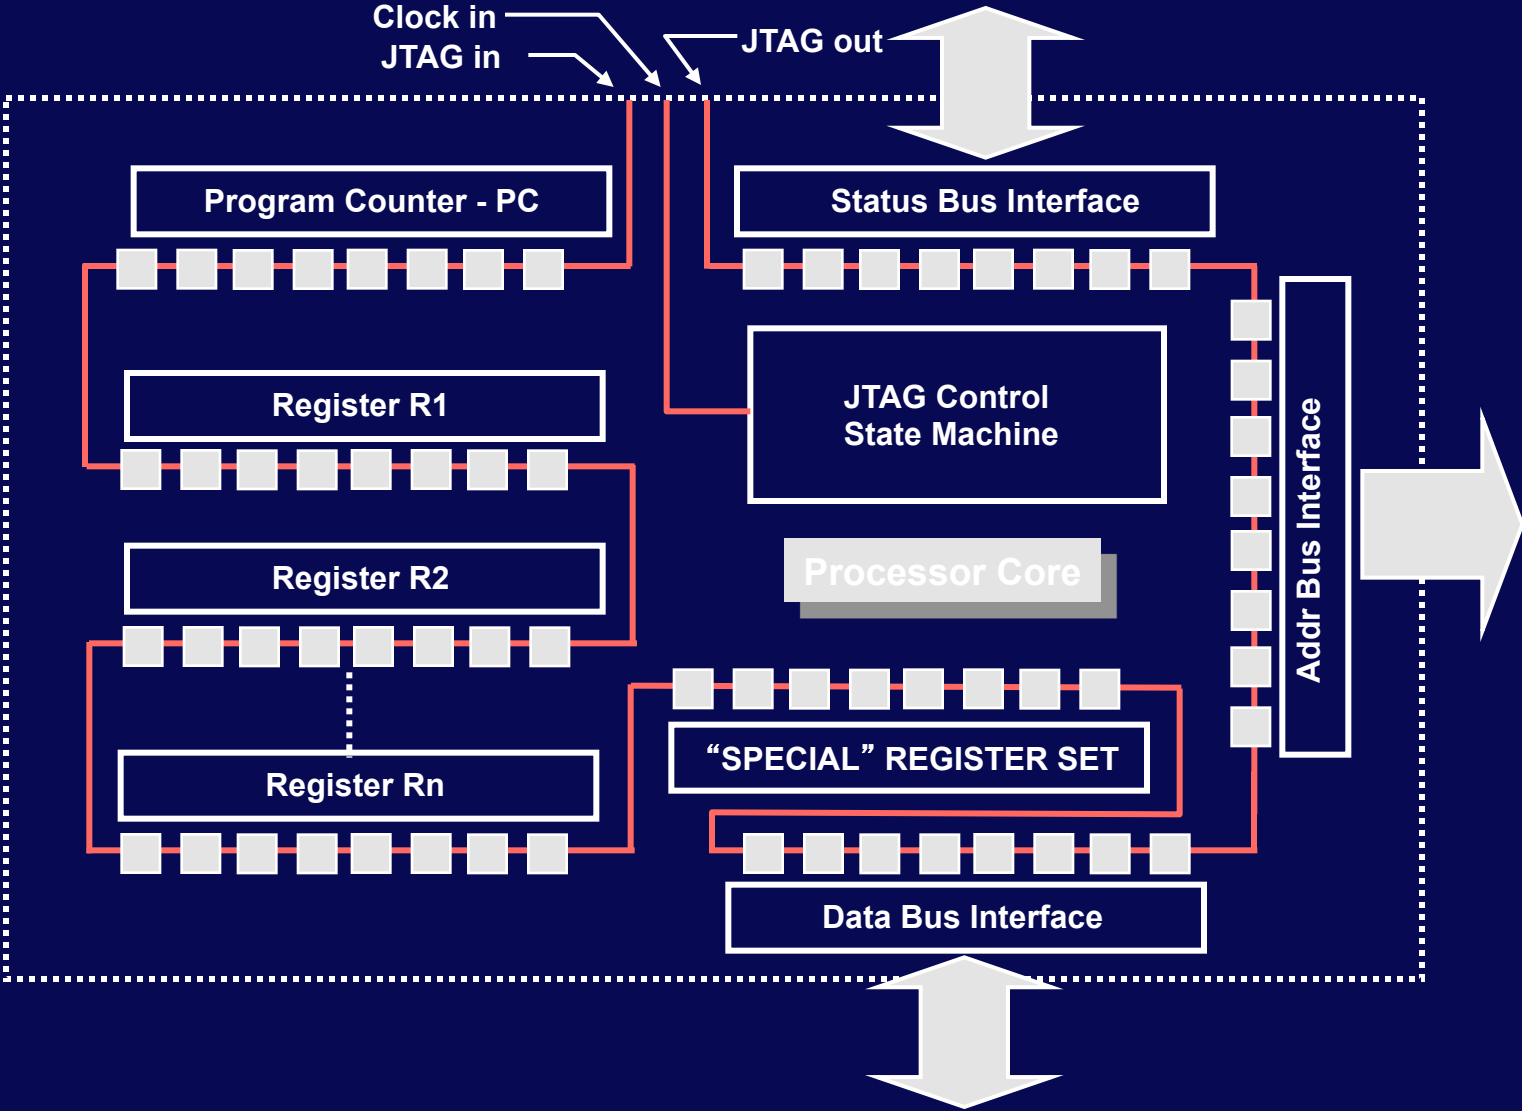 Clock in
JTAG in
JTAG out
Program Counter - PC
Status Bus Interface
Register R1
JTAG Control
State Machine
Addr Bus Interface
Register R2
Processor Core
“SPECIAL” REGISTER SET
Register Rn
Data Bus Interface